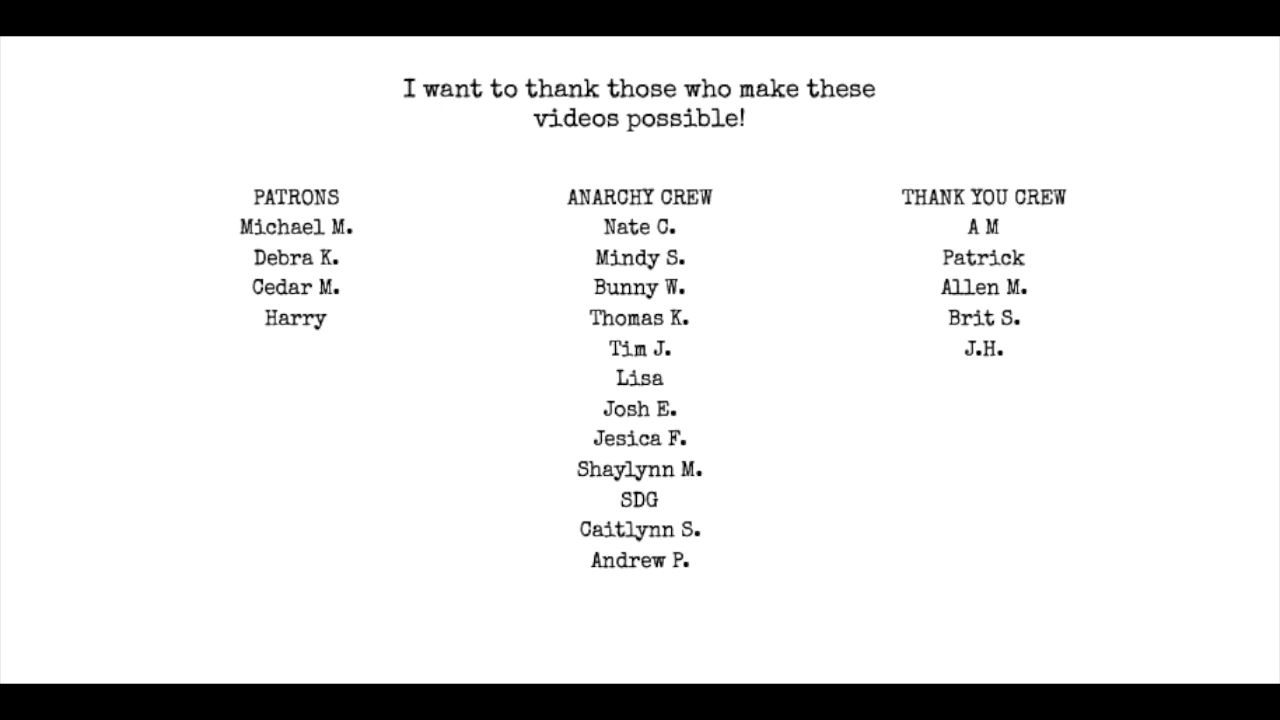 I want to thank those who make these
videos possible!
PATRONS
Michael M.
Debra K.
Cedar M.
Harry
ANARCHY CREW
Nate C.
Mindy S.
Bunny W.
Thomas K.
Tim J.
Lisa
Josh E.
Jesica F.
Shaylynn M.
SDG
Caitlynn S.
Andrew P.
THANK YOU CREW
A M
Patrick
Allen M.
Brit S.
J.H.